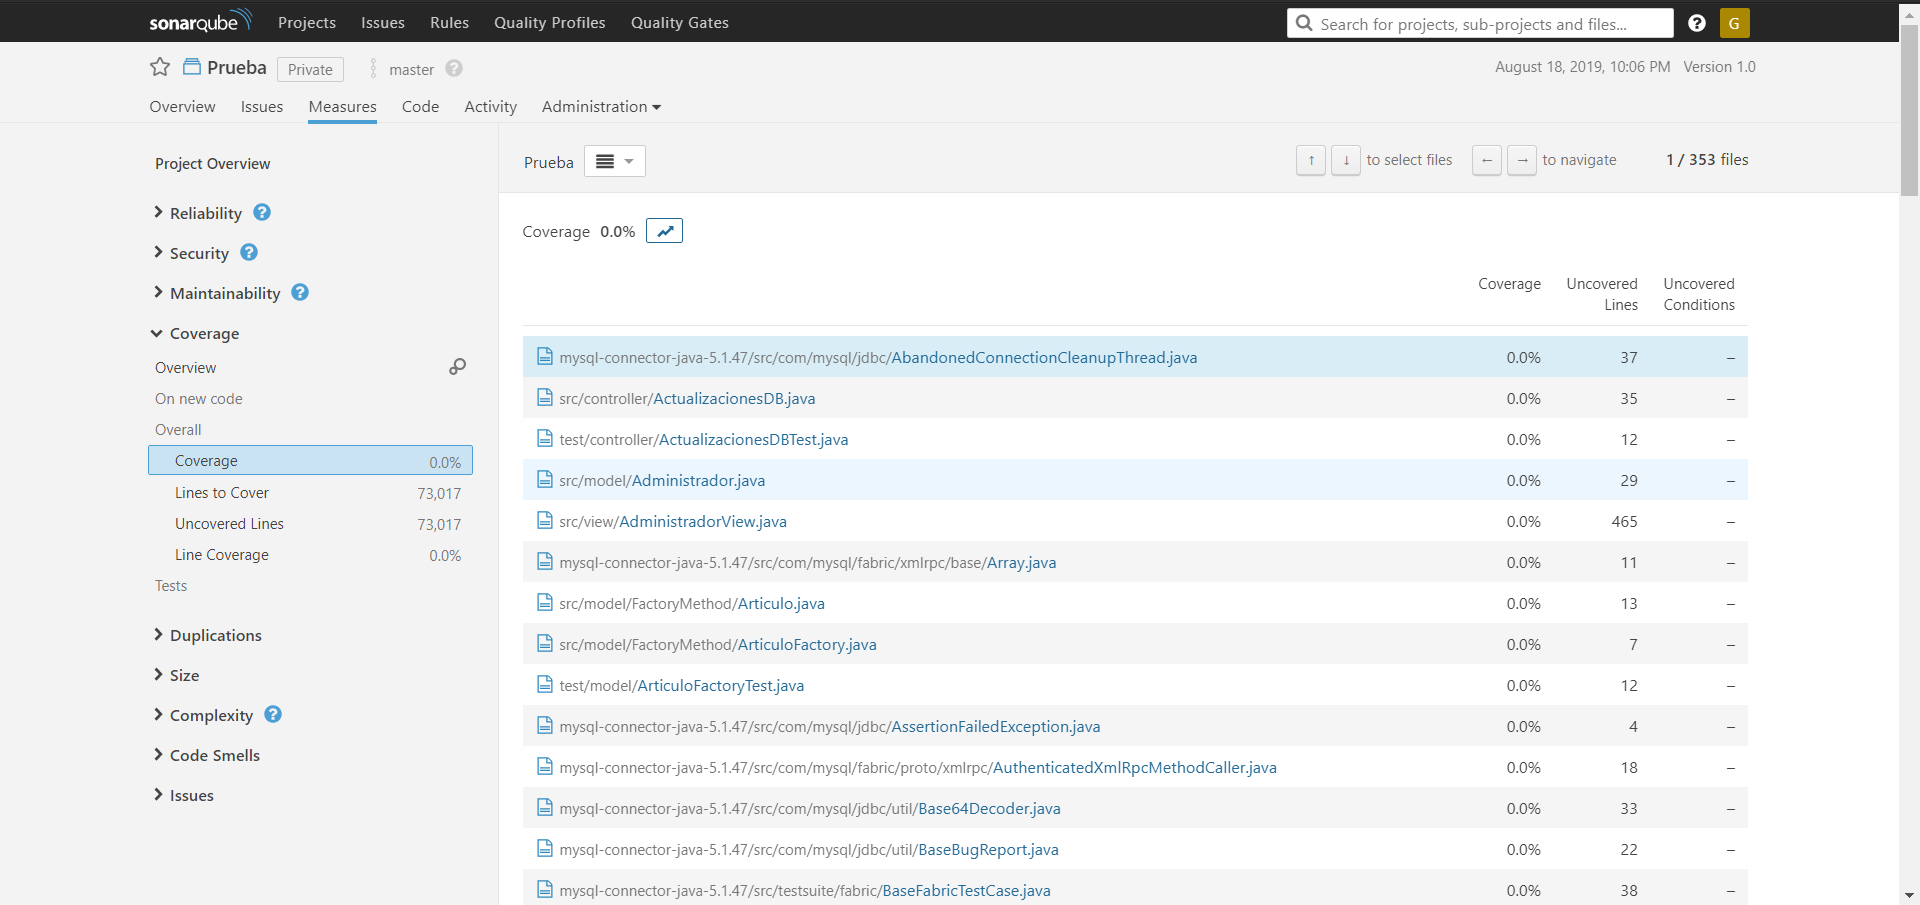 sonarqube Projects Issues Rules Quality Profiles Quality Gates Search for projects, sub-projects and files... ? G
Prueba Private master ? August 18, 2019, 10:06 PM Version 1.0
Overview Issues Measures Code Activity Administration
Project Overview
Reliability ?
Security ?
Maintainability ?
Coverage
Overview
On new code
Overall
Coverage 0.0%
Lines to Cover 73,017
Uncovered Lines 73,017
Line Coverage 0.0%
Tests
Duplications
Size
Complexity ?
Code Smells
Issues
Prueba ↑ ↓ to select files ← → to navigate 1 / 353 files
Coverage 0.0%
Coverage Uncovered Lines Uncovered Conditions
mysql-connector-java-5.1.47/src/com/mysql/jdbc/AbandonedConnectionCleanupThread.java 0.0% 37 –
src/controller/ActualizacionesDB.java 0.0% 35 –
test/controller/ActualizacionesDBTest.java 0.0% 12 –
src/model/Administrador.java 0.0% 29 –
src/view/AdministradorView.java 0.0% 465 –
mysql-connector-java-5.1.47/src/com/mysql/fabric/xmlrpc/base/Array.java 0.0% 11 –
src/model/FactoryMethod/Articulo.java 0.0% 13 –
src/model/FactoryMethod/ArticuloFactory.java 0.0% 7 –
test/model/ArticuloFactoryTest.java 0.0% 12 –
mysql-connector-java-5.1.47/src/com/mysql/jdbc/AssertionFailedException.java 0.0% 4 –
mysql-connector-java-5.1.47/src/com/mysql/fabric/proto/xmlrpc/AuthenticatedXmlRpcMethodCaller.java 0.0% 18 –
mysql-connector-java-5.1.47/src/com/mysql/jdbc/util/Base64Decoder.java 0.0% 33 –
mysql-connector-java-5.1.47/src/com/mysql/jdbc/util/BaseBugReport.java 0.0% 22 –
mysql-connector-java-5.1.47/src/testsuite/fabric/BaseFabricTestCase.java 0.0% 38 –